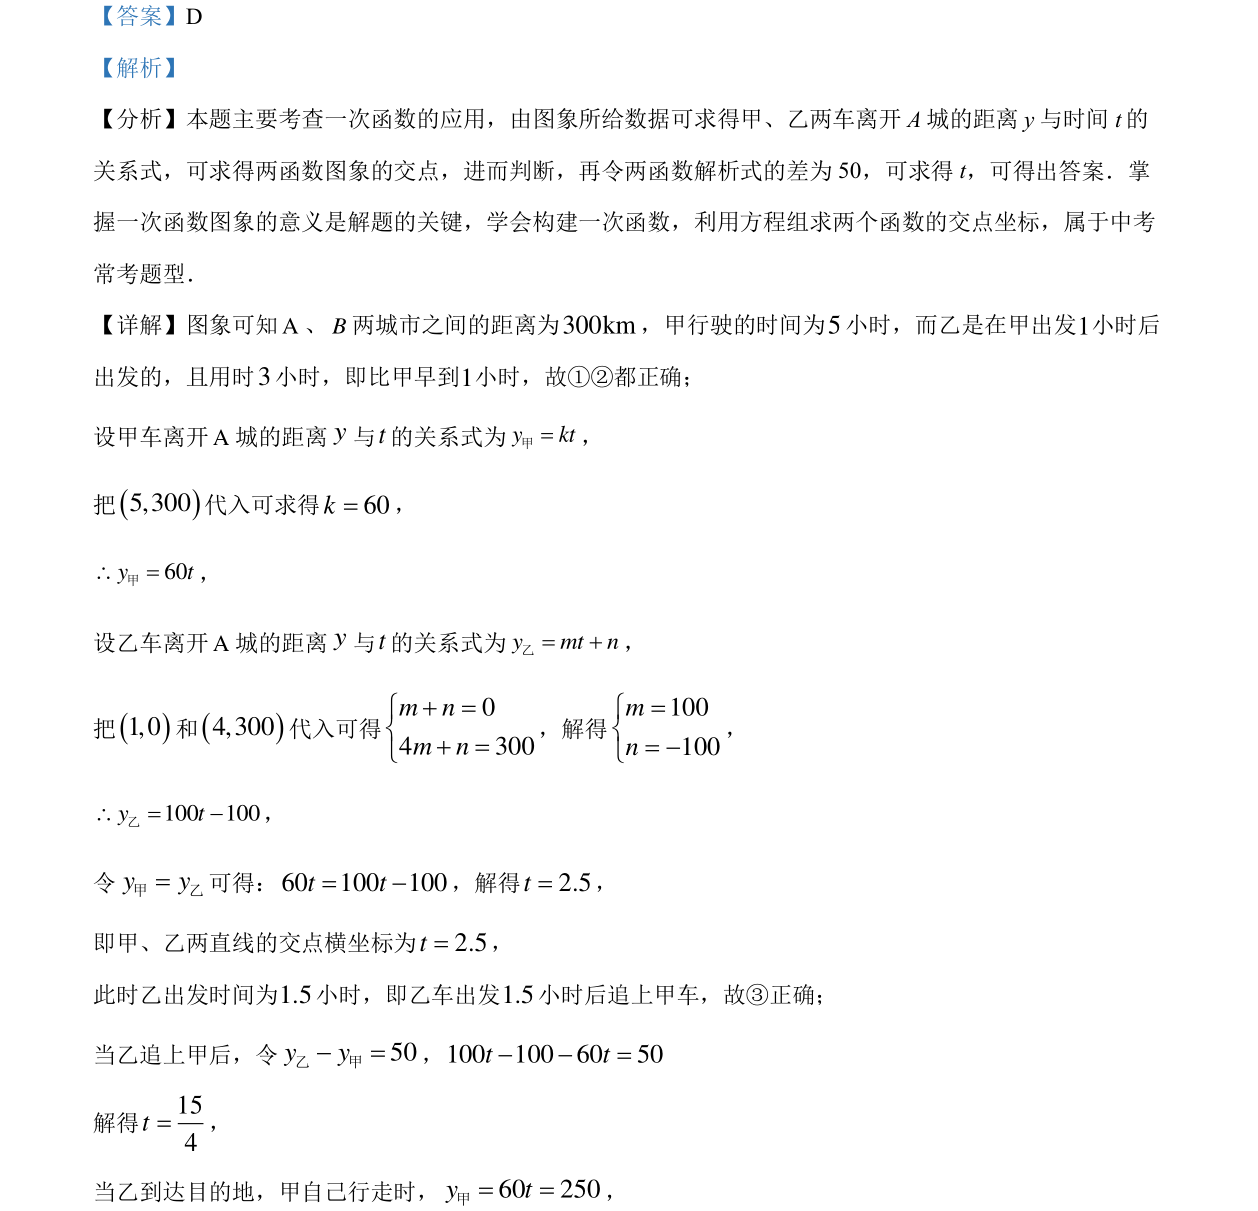 【答案】D
【解析】
【分析】本题主要考查一次函数的应用，由图象所给数据可求得甲、乙两车离开 A 城的距离 y 与时间 t 的
关系式，可求得两函数图象的交点，进而判断，再令两函数解析式的差为 50，可求得 t，可得出答案．掌
握一次函数图象的意义是解题的关键，学会构建一次函数，利用方程组求两个函数的交点坐标，属于中考
常考题型．
【详解】图象可知 A 、 B 两城市之间的距离为300km，甲行驶的时间为5小时，而乙是在甲出发1小时后
出发的，且用时3小时，即比甲早到1小时，故①②都正确；
设甲车离开 A 城的距离 y 与 t 的关系式为 y甲 = kt，
把(5,300)代入可求得k = 60，
∴ y甲 = 60t，
设乙车离开 A 城的距离 y 与 t 的关系式为 y乙 = mt + n，
把(1,0)和(4,300)代入可得{m + n = 0 4m + n = 300，解得{m = 100 n = −100，
∴ y乙 = 100t − 100，
令 y甲 = y乙 可得：60t = 100t − 100，解得t = 2.5，
即甲、乙两直线的交点横坐标为t = 2.5，
此时乙出发时间为1.5小时，即乙车出发1.5小时后追上甲车，故③正确；
当乙追上甲后，令 y乙 − y甲 = 50，100t − 100 − 60t = 50
解得t = 15/4，
当乙到达目的地，甲自己行走时，y甲 = 60t = 250，